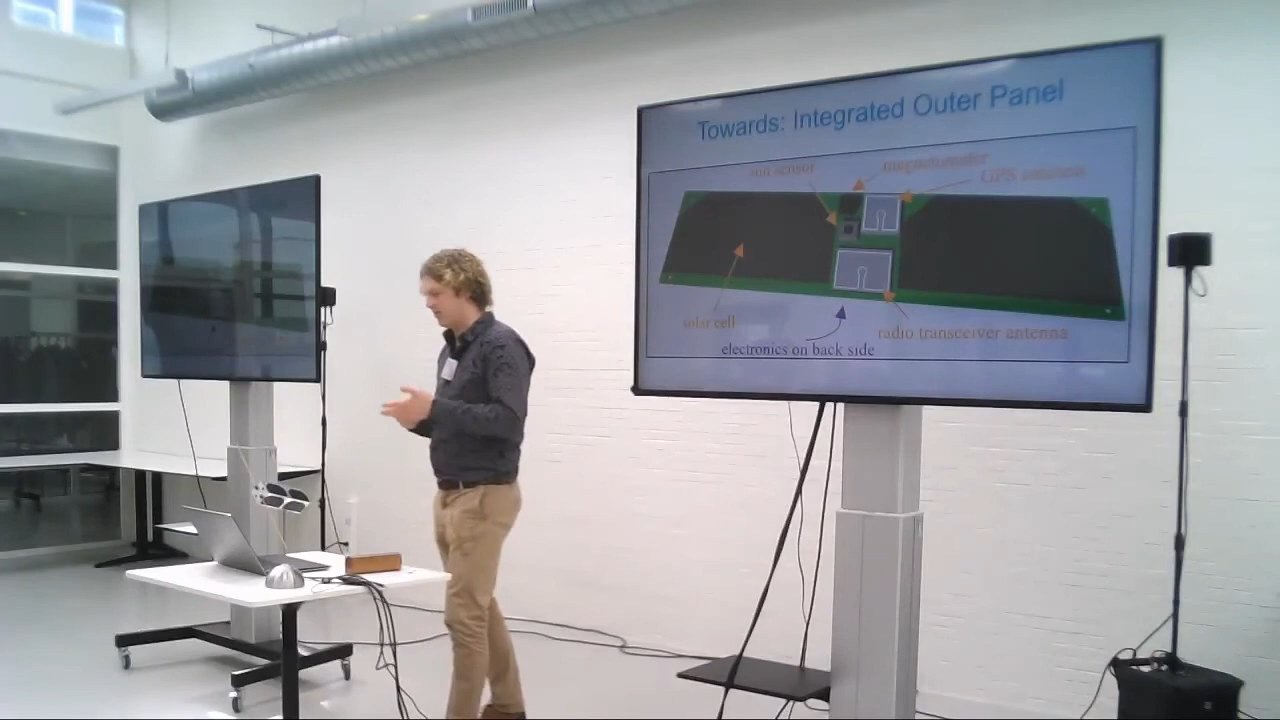 Towards: Integrated Outer Panel
sun sensor
magnetometer
GPS antenna
solar cell
radio transceiver antenna
electronics on back side